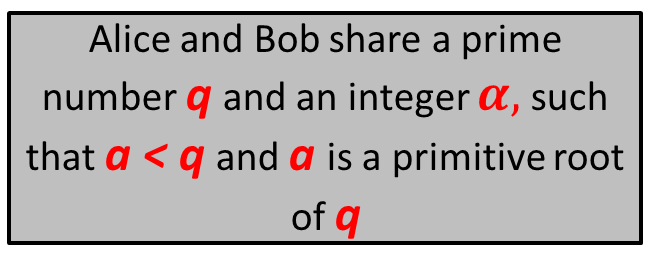 Alice and Bob share a prime
number q and an integer α, such
that a < q and a is a primitive root
of q